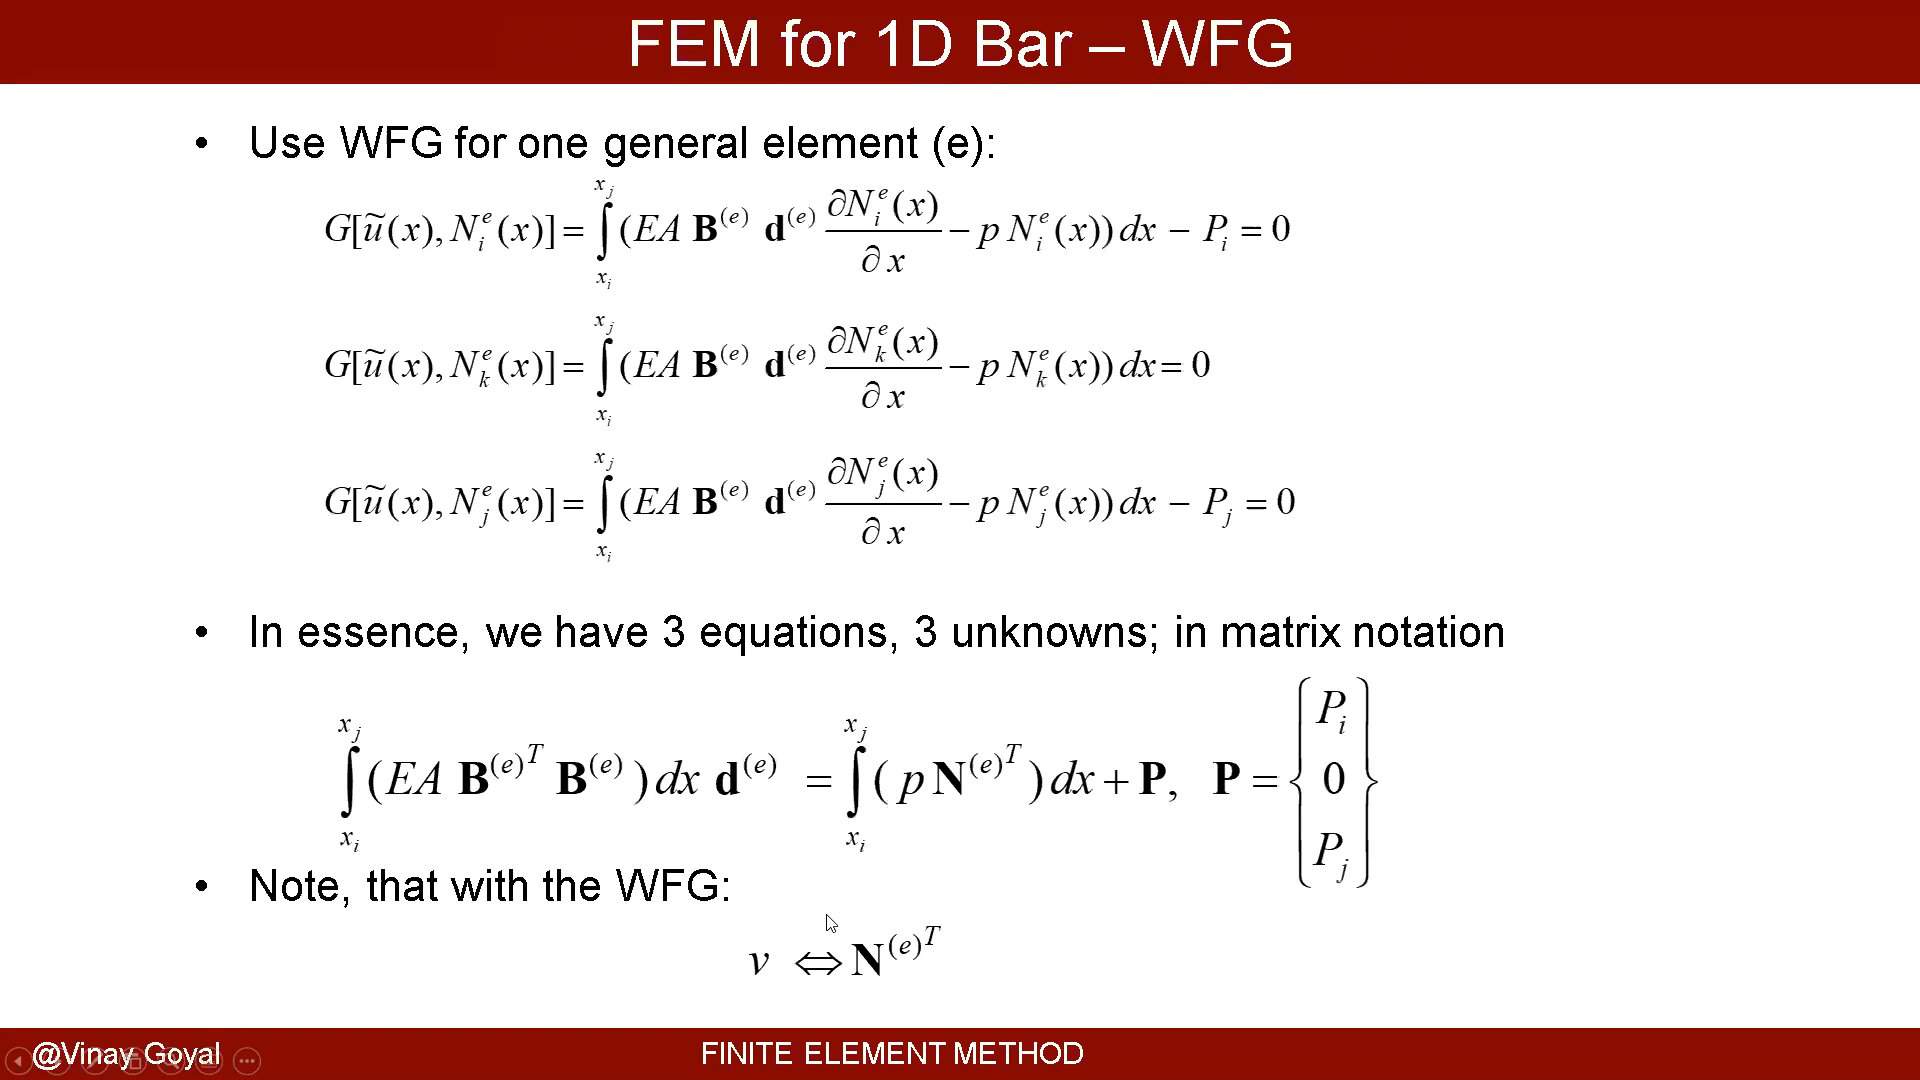 FEM for 1D Bar – WFG
• Use WFG for one general element (e):
G[ũ(x), N_i^e(x)] = ∫_{x_i}^{x_j} (EA B^(e) d^(e) ∂N_i^e(x)/∂x − p N_i^e(x)) dx − P_i = 0
G[ũ(x), N_k^e(x)] = ∫_{x_i}^{x_j} (EA B^(e) d^(e) ∂N_k^e(x)/∂x − p N_k^e(x)) dx = 0
G[ũ(x), N_j^e(x)] = ∫_{x_i}^{x_j} (EA B^(e) d^(e) ∂N_j^e(x)/∂x − p N_j^e(x)) dx − P_j = 0
• In essence, we have 3 equations, 3 unknowns; in matrix notation
∫_{x_i}^{x_j} (EA B^(e)^T B^(e)) dx d^(e) = ∫_{x_i}^{x_j} (p N^(e)^T) dx + P, P = {P_i 0 P_j}
• Note, that with the WFG:
v ⇔ N^(e)^T
@Vinay Goyal
FINITE ELEMENT METHOD